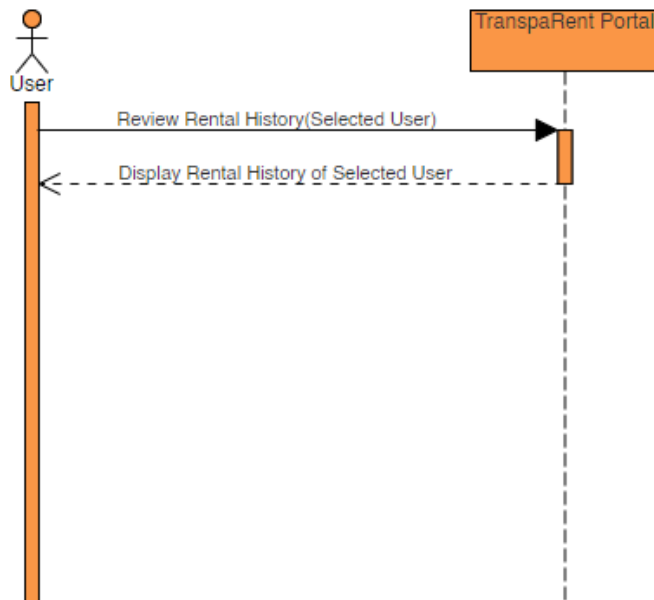 TranspaRent Portal
User
Review Rental History(Selected User)
Display Rental History of Selected User